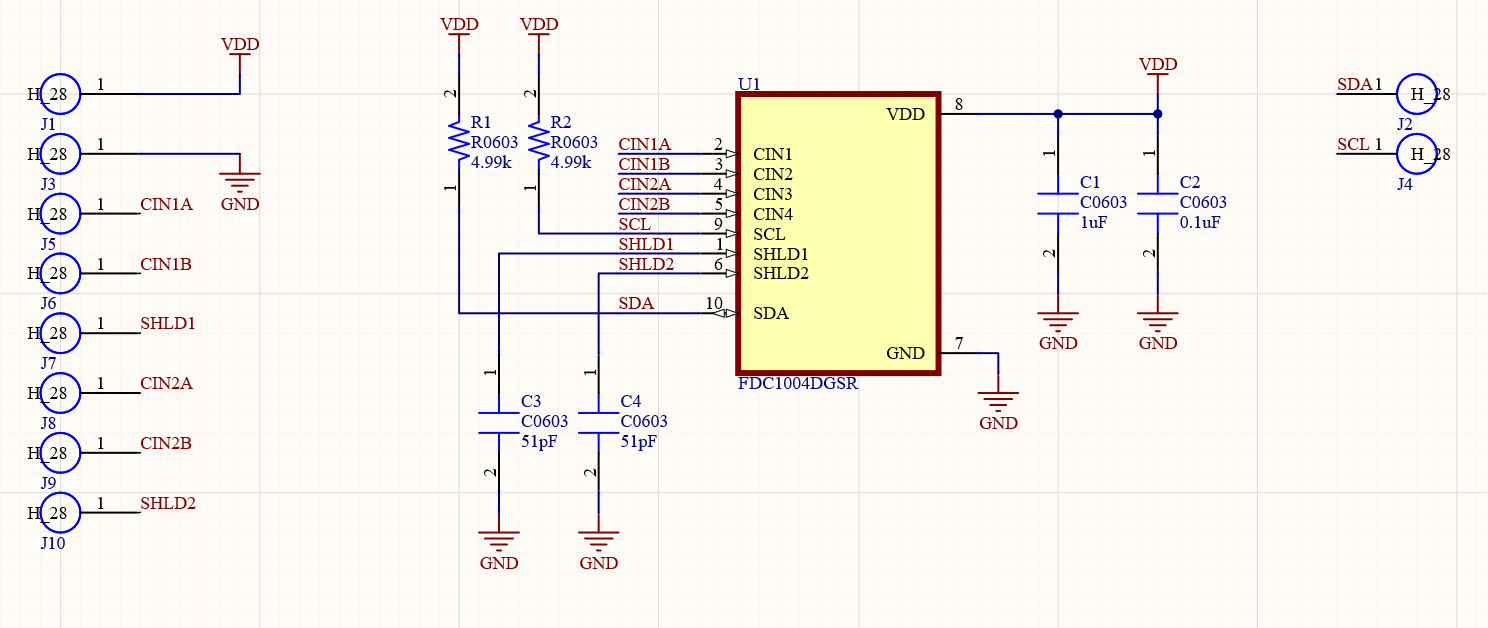 VDD
H_28
1
J1
H_28
1
J3
GND
H_28
1
CIN1A
J5
H_28
1
CIN1B
J6
H_28
1
SHLD1
J7
H_28
1
CIN2A
J8
H_28
1
CIN2B
J9
H_28
1
SHLD2
J10
VDD
2
R1
R0603
4.99k
1
VDD
2
R2
R0603
4.99k
1
CIN1A
CIN1B
CIN2A
CIN2B
SCL
SHLD1
SHLD2
SDA
U1
2
CIN1
3
CIN2
4
CIN3
5
CIN4
9
SCL
1
SHLD1
6
SHLD2
10
SDA
VDD
8
GND
7
FDC1004DGSR
GND
1
C3
C0603
51pF
2
GND
1
C4
C0603
51pF
2
GND
VDD
1
C1
C0603
1uF
2
GND
1
C2
C0603
0.1uF
2
GND
SDA
1
H_28
J2
SCL
1
H_28
J4